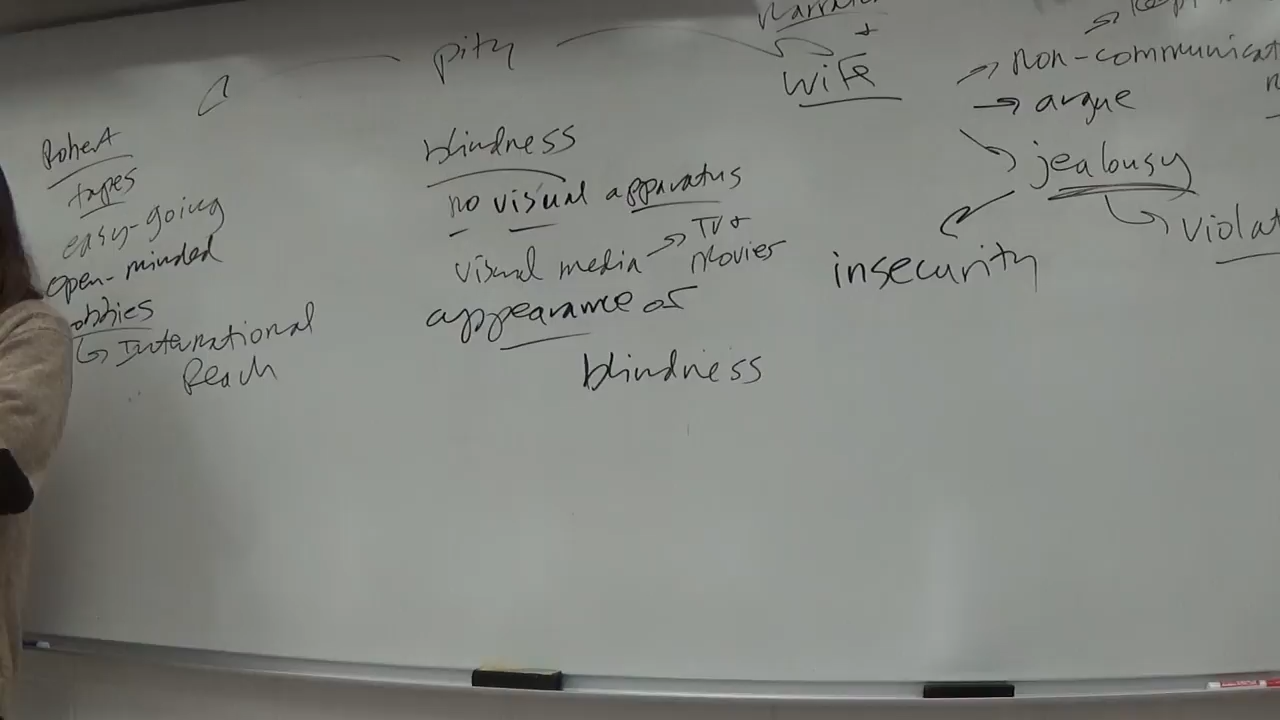 pity
Robert
tapes
easy-going
open-minded
International
Reach
blindness
no visual apparatus
visual media → TV +
Movies
appearance of
blindness
+
wife
→ non-communicat
→ argue
jealousy
insecurity
violat